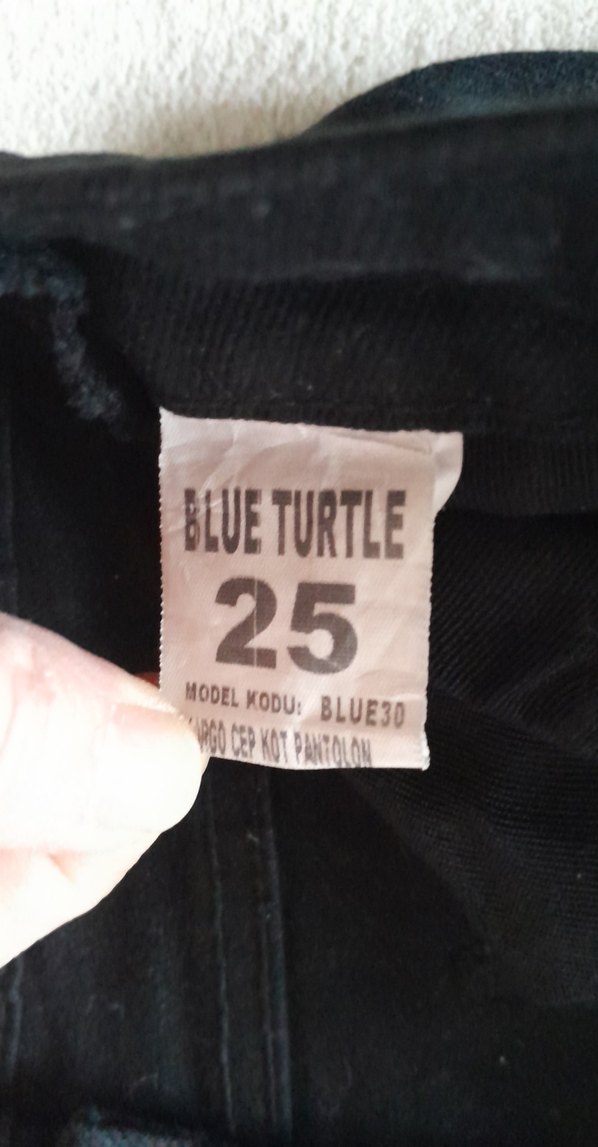 BLUE TURTLE
25
MODEL KODU: BLUE30
CEP KOT PANTOLON